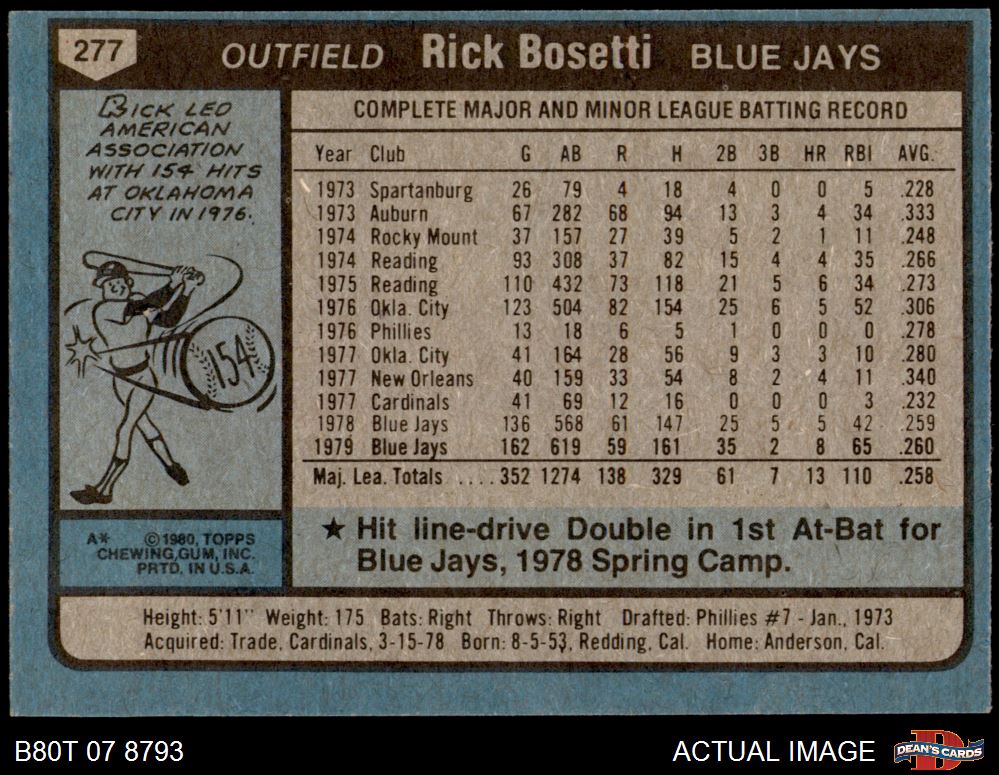 277 OUTFIELD Rick Bosetti BLUE JAYS
RICK LED
AMERICAN
ASSOCIATION
WITH 154 HITS
AT OKLAHOMA
CITY IN 1976.
154
A* ©1980, TOPPS
CHEWING GUM, INC.
PRTD. IN U.S.A.
COMPLETE MAJOR AND MINOR LEAGUE BATTING RECORD
Year Club G AB R H 2B 3B HR RBI AVG.
1973 Spartanburg 26 79 4 18 4 0 0 5 .228
1973 Auburn 67 282 68 94 13 3 4 34 .333
1974 Rocky Mount 37 157 27 39 5 2 1 11 .248
1974 Reading 93 308 37 82 15 4 4 35 .266
1975 Reading 110 432 73 118 21 5 6 34 .273
1976 Okla. City 123 504 82 154 25 6 5 52 .306
1976 Phillies 13 18 6 5 1 0 0 0 .278
1977 Okla. City 41 164 28 56 9 3 3 10 .280
1977 New Orleans 40 159 33 54 8 2 4 11 .340
1977 Cardinals 41 69 12 16 0 0 0 3 .232
1978 Blue Jays 136 568 61 147 25 5 5 42 .259
1979 Blue Jays 162 619 59 161 35 2 8 65 .260
Maj. Lea. Totals .... 352 1274 138 329 61 7 13 110 .258
★ Hit line-drive Double in 1st At-Bat for
Blue Jays, 1978 Spring Camp.
Height: 5'11" Weight: 175 Bats: Right Throws: Right Drafted: Phillies #7 - Jan., 1973
Acquired: Trade, Cardinals, 3-15-78 Born: 8-5-53, Redding, Cal. Home: Anderson, Cal.
B80T 07 8793 ACTUAL IMAGE D DEAN'S CARDS